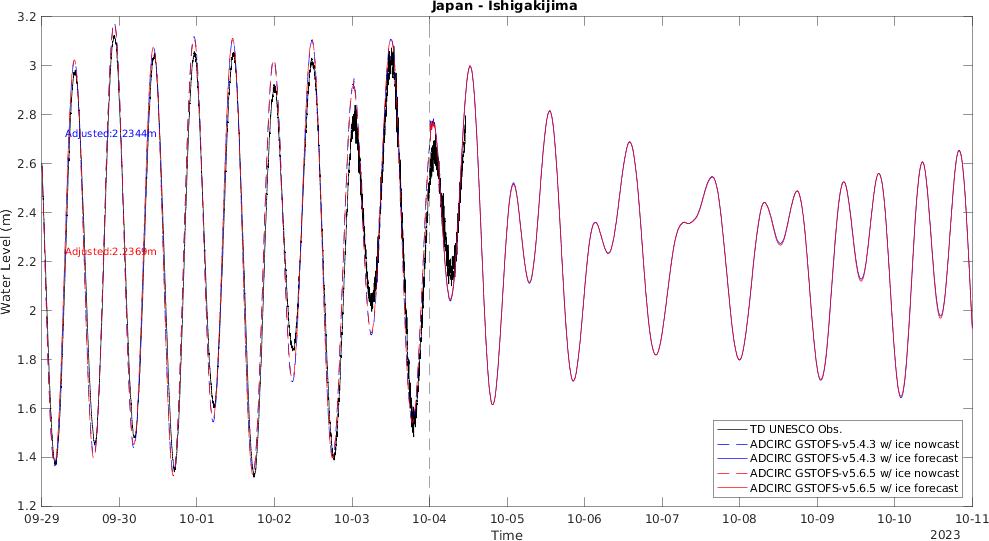 Japan - Ishigakijima
3.2
3
2.8
2.6
2.4
2.2
2
1.8
1.6
1.4
1.2
Water Level (m)
Adjusted:2.2344m
Adjusted:2.2369m
TD UNESCO Obs.
ADCIRC GSTOFS-v5.4.3 w/ ice nowcast
ADCIRC GSTOFS-v5.4.3 w/ ice forecast
ADCIRC GSTOFS-v5.6.5 w/ ice nowcast
ADCIRC GSTOFS-v5.6.5 w/ ice forecast
09-29 09-30 10-01 10-02 10-03 10-04 10-05 10-06 10-07 10-08 10-09 10-10 10-11
Time
2023